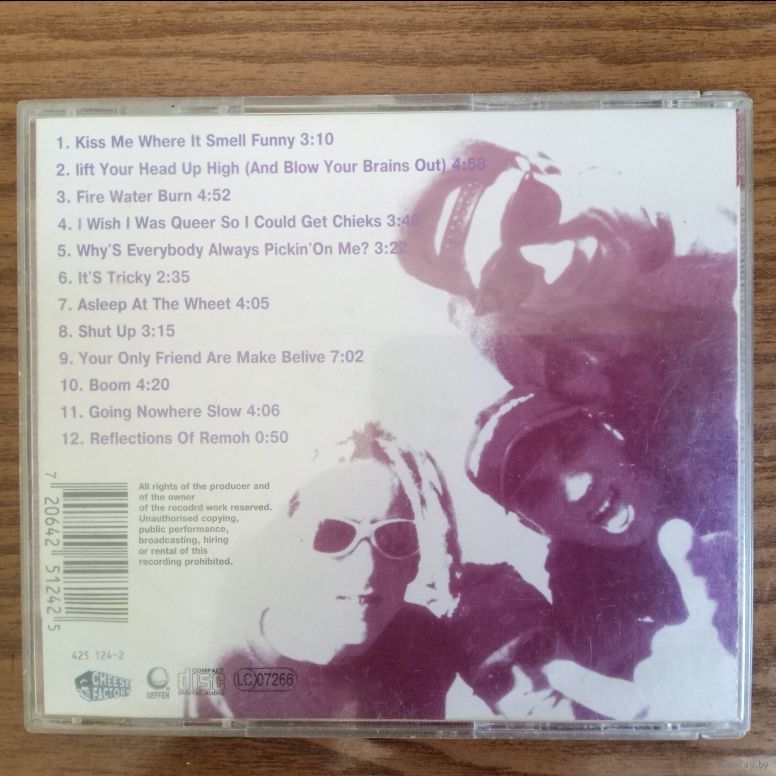 1. Kiss Me Where It Smell Funny 3:10
2. lift Your Head Up High (And Blow Your Brains Out) 4:58
3. Fire Water Burn 4:52
4. I Wish I Was Queer So I Could Get Chieks 3:49
5. Why'S Everybody Always Pickin'On Me? 3:22
6. It'S Tricky 2:35
7. Asleep At The Wheet 4:05
8. Shut Up 3:15
9. Your Only Friend Are Make Belive 7:02
10. Boom 4:20
11. Going Nowhere Slow 4:06
12. Reflections Of Remoh 0:50
All rights of the producer and
of the owner
of the recodrd work reserved.
Unauthorised copying,
public performance,
broadcasting, hiring
or rental of this
recording prohibited.
7 20642 51242 5
425 124-2
CHEESE FACTORY
GEFFEN
COMPACT
disc
DIGITAL AUDIO
LC 07266
www.ay.by